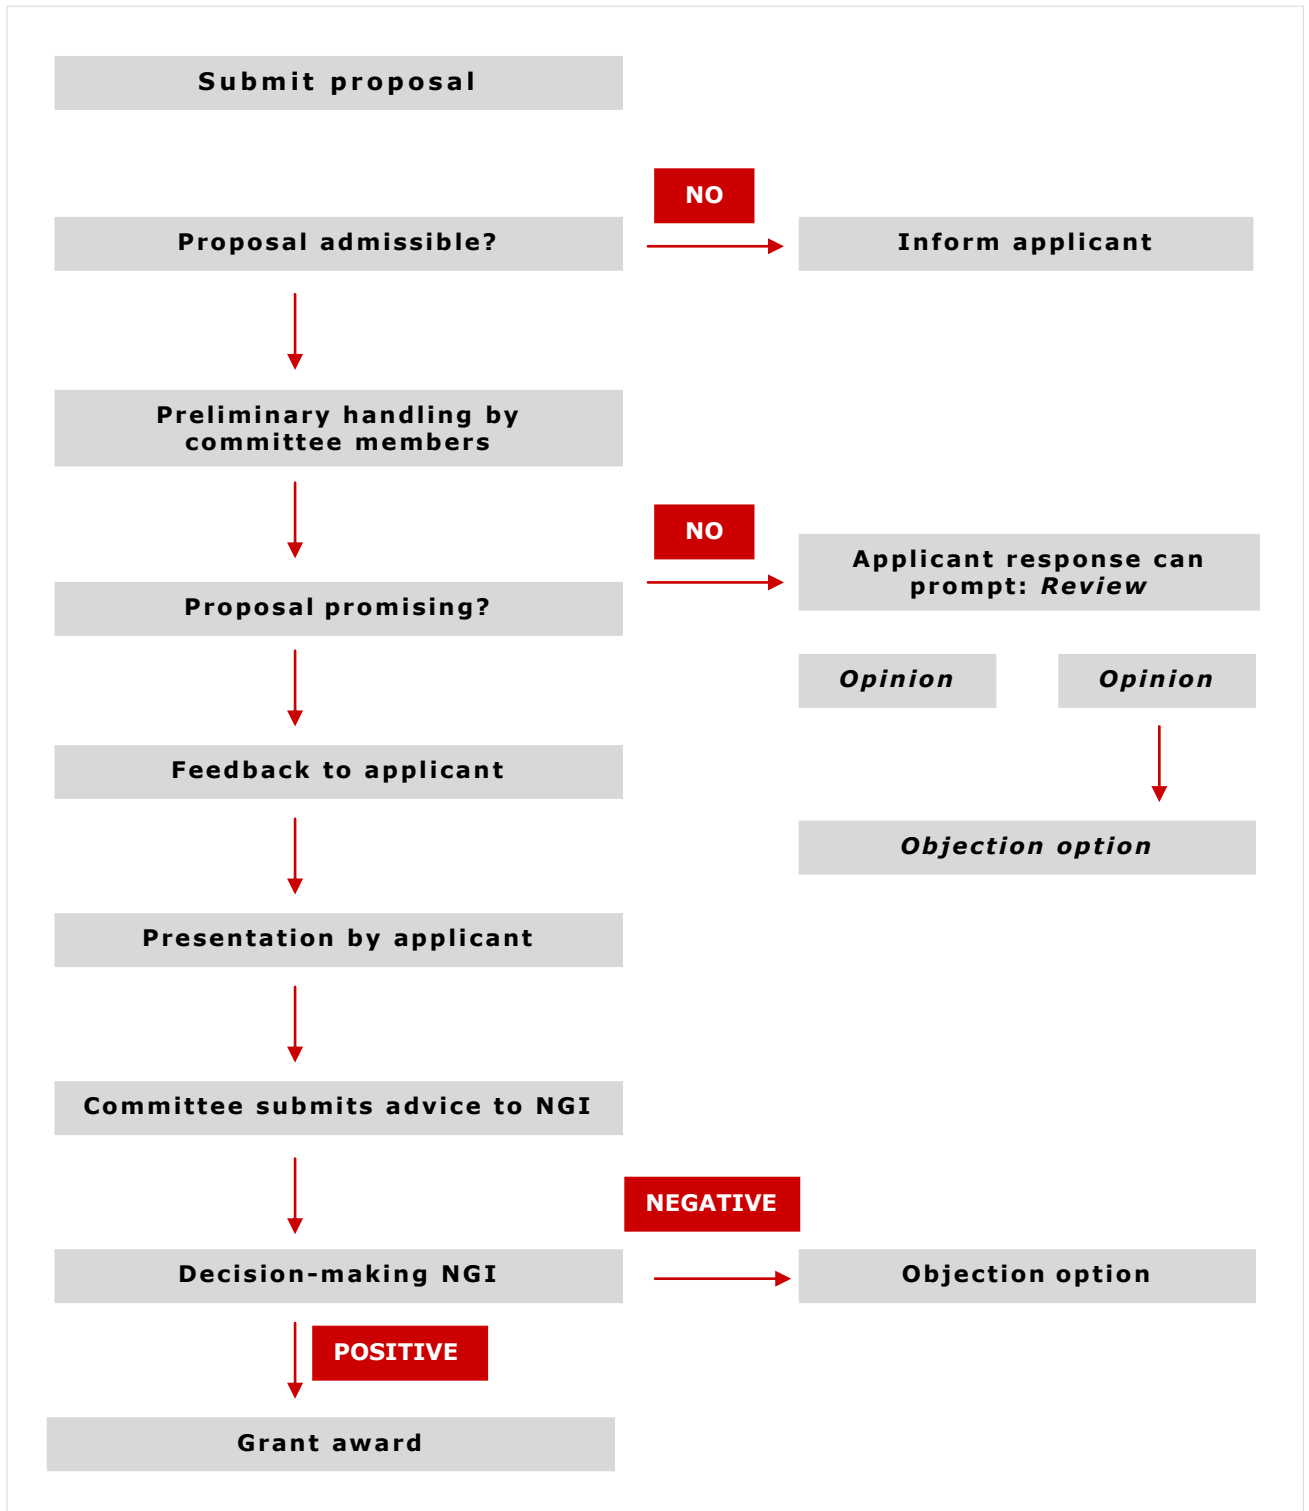 Submit proposal
NO
Proposal admissible?
Inform applicant
Preliminary handling by
committee members
NO
Applicant response can
prompt: Review
Proposal promising?
Opinion
Opinion
Feedback to applicant
Objection option
Presentation by applicant
Committee submits advice to NGI
NEGATIVE
Decision-making NGI
Objection option
POSITIVE
Grant award